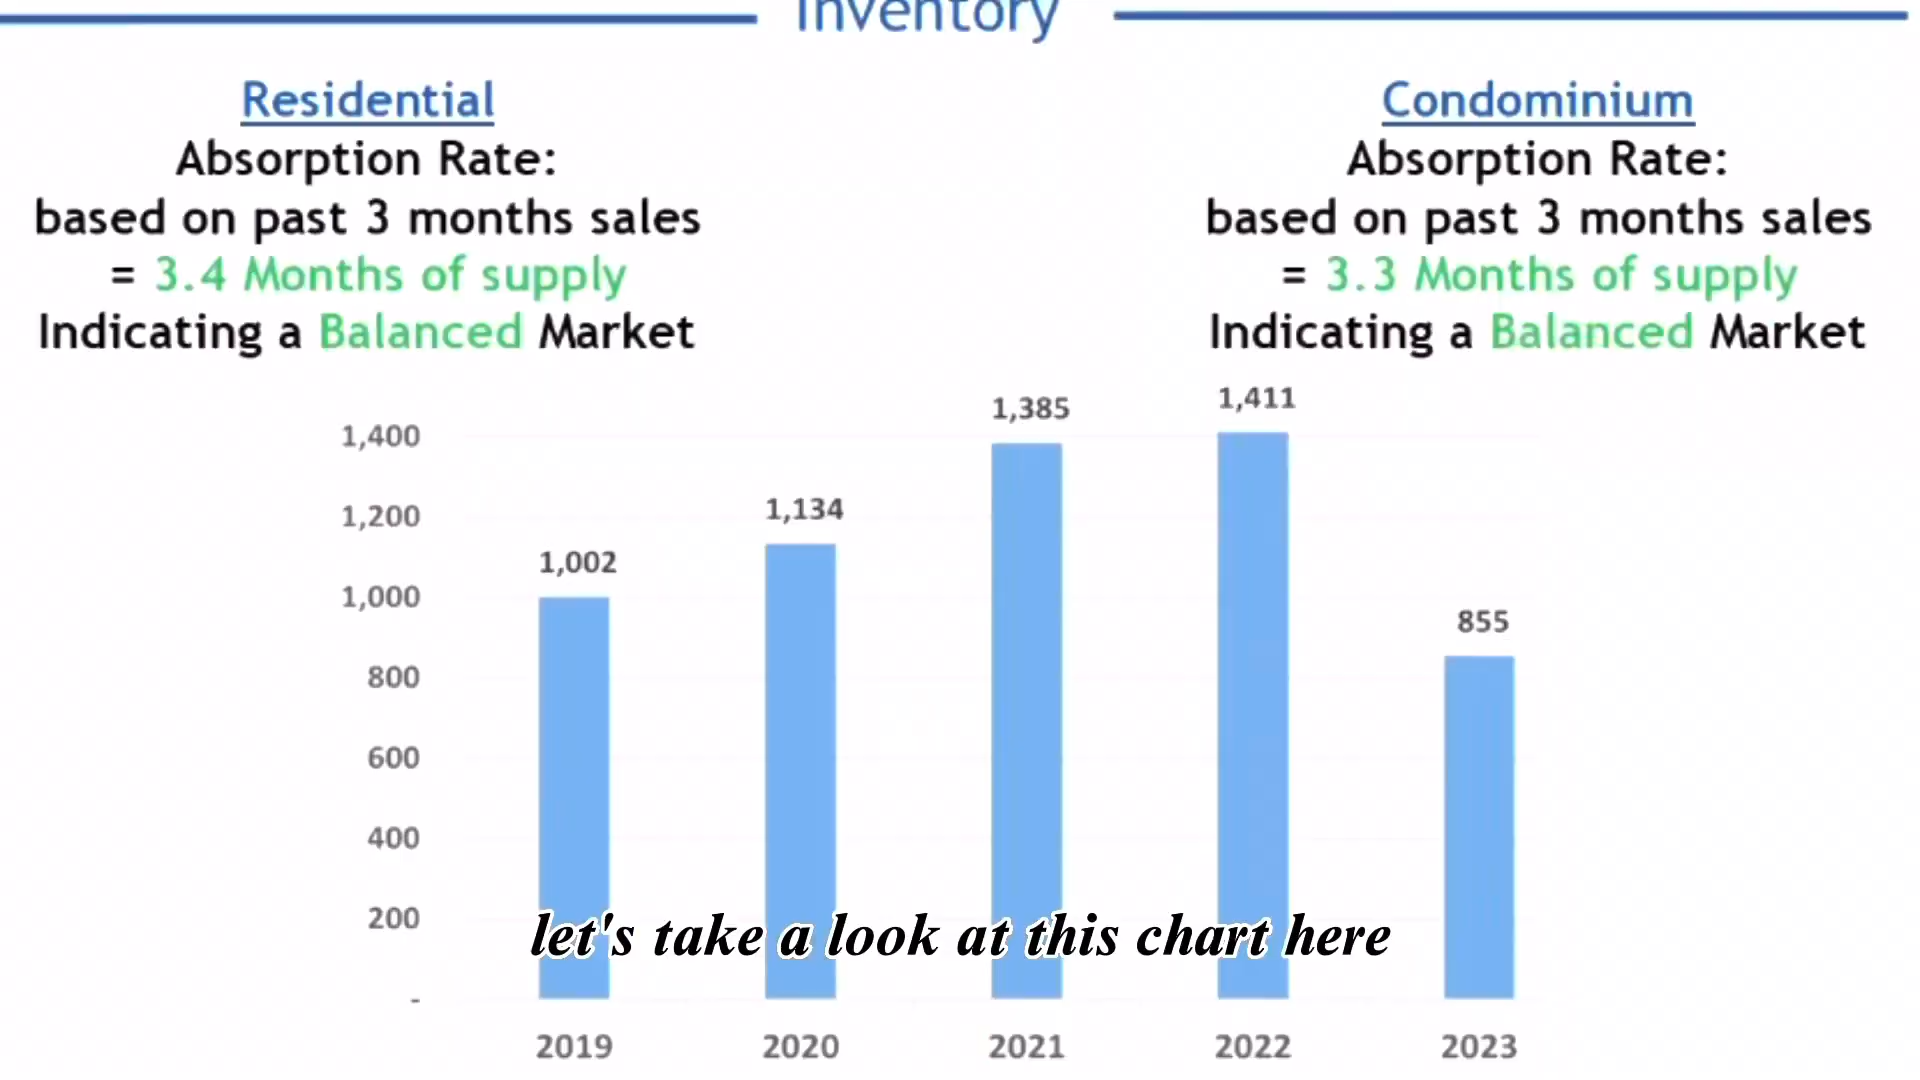 Inventory
Residential
Absorption Rate:
based on past 3 months sales
= 3.4 Months of supply
Indicating a Balanced Market
Condominium
Absorption Rate:
based on past 3 months sales
= 3.3 Months of supply
Indicating a Balanced Market
1,400
1,200
1,000
800
600
400
200
-
1,002
1,134
1,385
1,411
855
let's take a look at this chart here
2019
2020
2021
2022
2023